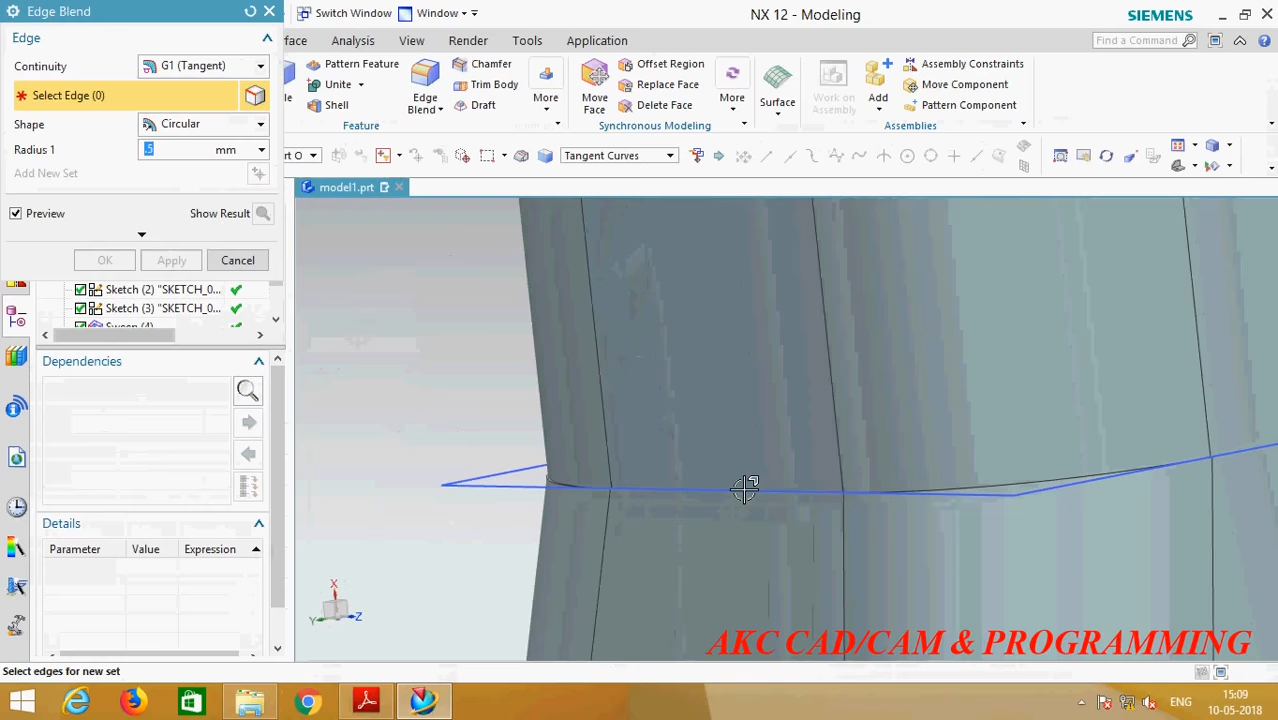 Edge Blend
Switch Window
Window
NX 12 - Modeling
SIEMENS
Edge
face
Analysis
View
Render
Tools
Application
Find a Command
Continuity
G1 (Tangent)
Select Edge (0)
Shape
Circular
Radius 1
.5
mm
Add New Set
Preview
Show Result
OK
Apply
Cancel
Pattern Feature
Unite
Shell
Edge
Blend
Chamfer
Trim Body
Draft
More
Feature
Move
Face
Offset Region
Replace Face
Delete Face
More
Synchronous Modeling
Surface
Work on
Assembly
Add
Assembly Constraints
Move Component
Pattern Component
Assemblies
Tangent Curves
model1.prt
Sketch (2) "SKETCH_0...
Sketch (3) "SKETCH_0...
Sweep (4)
Dependencies
Details
Parameter
Value
Expression
X
Y
Z
AKC CAD/CAM & PROGRAMMING
Select edges for new set
ENG
15:09
10-05-2018